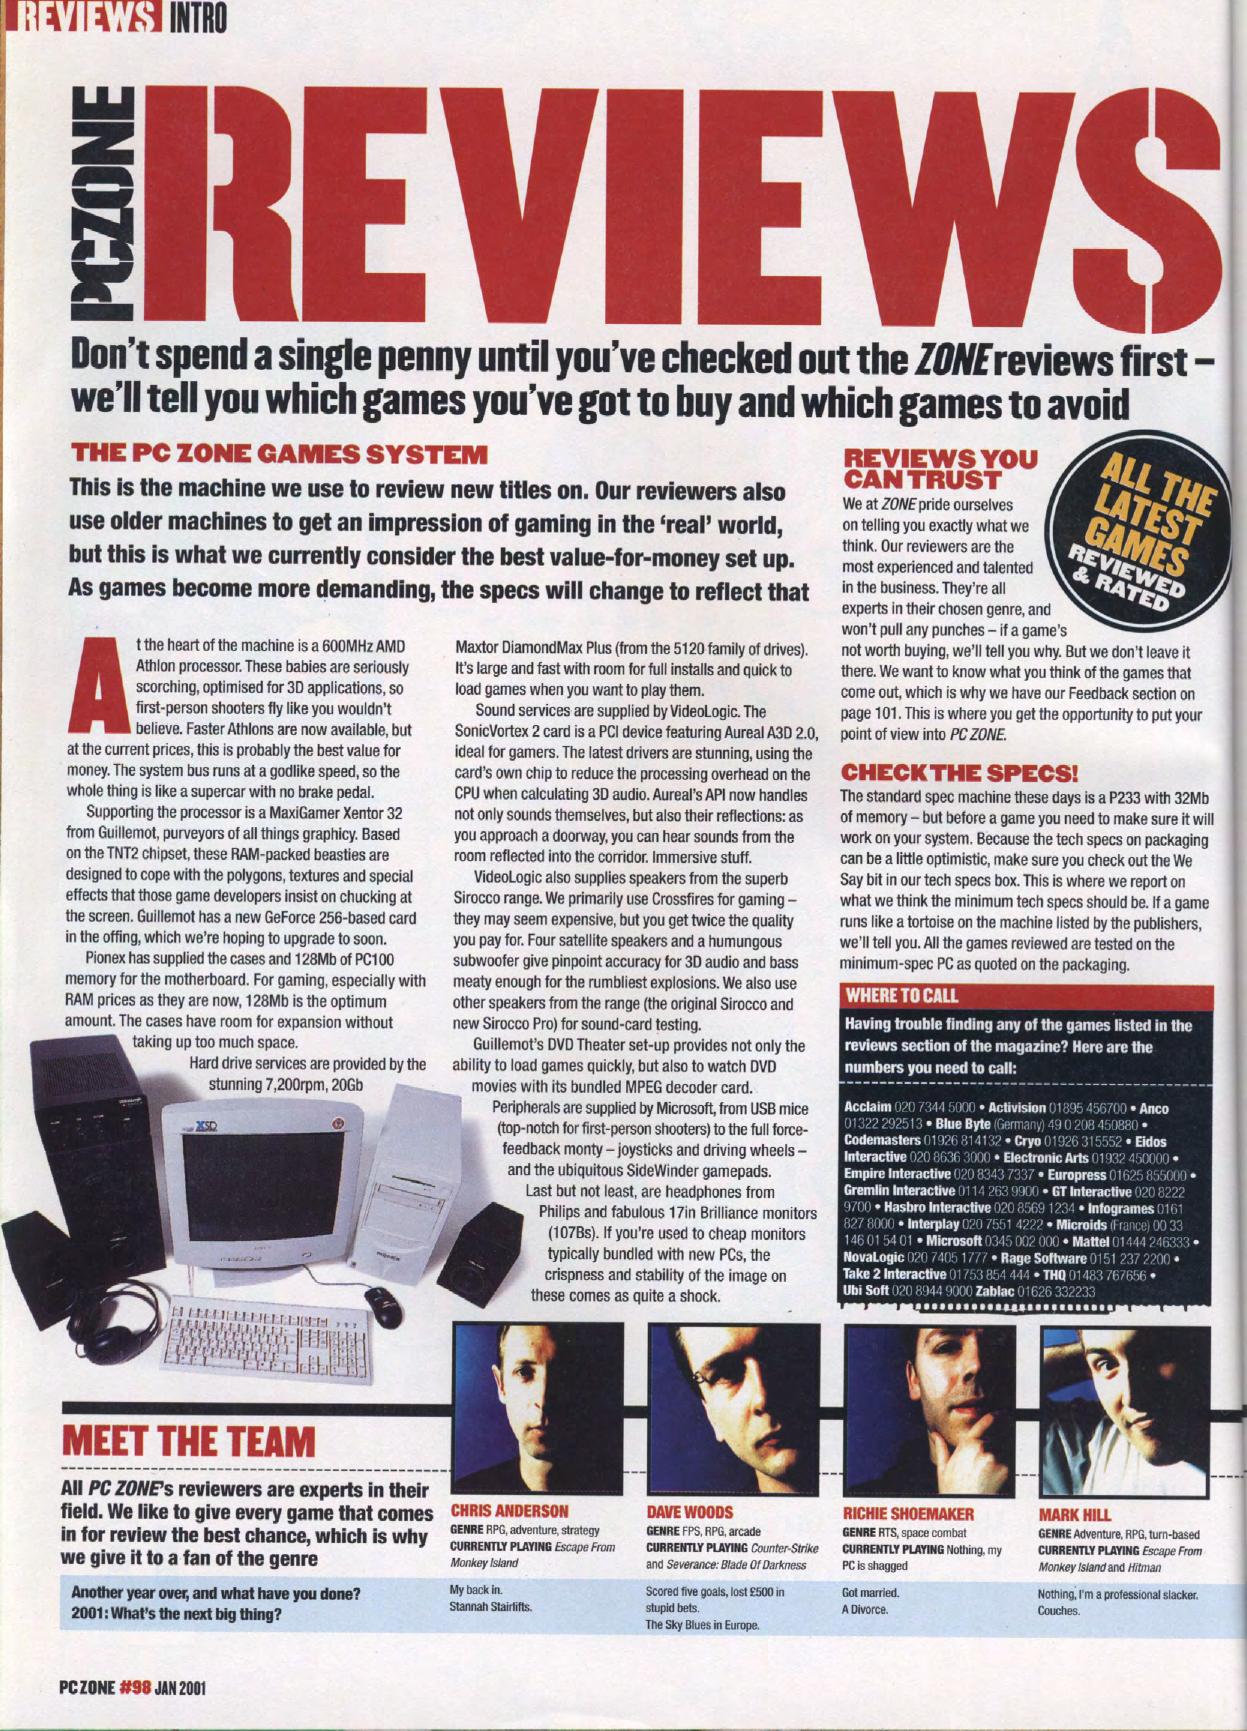 REVIEWS INTRO
PCZONE
REVIEWS
Don't spend a single penny until you've checked out the ZONE reviews first –
we'll tell you which games you've got to buy and which games to avoid
THE PC ZONE GAMES SYSTEM
This is the machine we use to review new titles on. Our reviewers also
use older machines to get an impression of gaming in the 'real' world,
but this is what we currently consider the best value-for-money set up.
As games become more demanding, the specs will change to reflect that
At the heart of the machine is a 600MHz AMD
Athlon processor. These babies are seriously
scorching, optimised for 3D applications, so
first-person shooters fly like you wouldn't
believe. Faster Athlons are now available, but
at the current prices, this is probably the best value for
money. The system bus runs at a godlike speed, so the
whole thing is like a supercar with no brake pedal.
Supporting the processor is a MaxiGamer Xentor 32
from Guillemot, purveyors of all things graphicy. Based
on the TNT2 chipset, these RAM-packed beasties are
designed to cope with the polygons, textures and special
effects that those game developers insist on chucking at
the screen. Guillemot has a new GeForce 256-based card
in the offing, which we're hoping to upgrade to soon.
Pionex has supplied the cases and 128Mb of PC100
memory for the motherboard. For gaming, especially with
RAM prices as they are now, 128Mb is the optimum
amount. The cases have room for expansion without
taking up too much space.
Hard drive services are provided by the
stunning 7,200rpm, 20Gb
Maxtor DiamondMax Plus (from the 5120 family of drives).
It's large and fast with room for full installs and quick to
load games when you want to play them.
Sound services are supplied by VideoLogic. The
SonicVortex 2 card is a PCI device featuring Aureal A3D 2.0,
ideal for gamers. The latest drivers are stunning, using the
card's own chip to reduce the processing overhead on the
CPU when calculating 3D audio. Aureal's API now handles
not only sounds themselves, but also their reflections: as
you approach a doorway, you can hear sounds from the
room reflected into the corridor. Immersive stuff.
VideoLogic also supplies speakers from the superb
Sirocco range. We primarily use Crossfires for gaming –
they may seem expensive, but you get twice the quality
you pay for. Four satellite speakers and a humungous
subwoofer give pinpoint accuracy for 3D audio and bass
meaty enough for the rumbliest explosions. We also use
other speakers from the range (the original Sirocco and
new Sirocco Pro) for sound-card testing.
Guillemot's DVD Theater set-up provides not only the
ability to load games quickly, but also to watch DVD
movies with its bundled MPEG decoder card.
Peripherals are supplied by Microsoft, from USB mice
(top-notch for first-person shooters) to the full force-
feedback monty – joysticks and driving wheels –
and the ubiquitous SideWinder gamepads.
Last but not least, are headphones from
Philips and fabulous 17in Brilliance monitors
(107Bs). If you're used to cheap monitors
typically bundled with new PCs, the
crispness and stability of the image on
these comes as quite a shock.
XSD
REVIEWS YOU
CAN TRUST
We at ZONE pride ourselves
on telling you exactly what we
think. Our reviewers are the
most experienced and talented
in the business. They're all
experts in their chosen genre, and
won't pull any punches – if a game's
not worth buying, we'll tell you why. But we don't leave it
there. We want to know what you think of the games that
come out, which is why we have our Feedback section on
page 101. This is where you get the opportunity to put your
point of view into PC ZONE.
ALL THE
LATEST
GAMES
REVIEWED
& RATED
CHECK THE SPECS!
The standard spec machine these days is a P233 with 32Mb
of memory – but before a game you need to make sure it will
work on your system. Because the tech specs on packaging
can be a little optimistic, make sure you check out the We
Say bit in our tech specs box. This is where we report on
what we think the minimum tech specs should be. If a game
runs like a tortoise on the machine listed by the publishers,
we'll tell you. All the games reviewed are tested on the
minimum-spec PC as quoted on the packaging.
WHERE TO CALL
Having trouble finding any of the games listed in the
reviews section of the magazine? Here are the
numbers you need to call:
Acclaim 020 7344 5000 • Activision 01895 456700 • Anco
01322 292513 • Blue Byte (Germany) 49 0 208 450880 •
Codemasters 01926 814132 • Cryo 01926 315552 • Eidos
Interactive 020 8636 3000 • Electronic Arts 01932 450000 •
Empire Interactive 020 8343 7337 • Europress 01625 855000 •
Gremlin Interactive 0114 263 9900 • GT Interactive 020 8222
9700 • Hasbro Interactive 020 8569 1234 • Infogrames 0161
827 8000 • Interplay 020 7551 4222 • Microids (France) 00 33
146 01 54 01 • Microsoft 0345 002 000 • Mattel 01444 246333 •
NovaLogic 020 7405 1777 • Rage Software 0151 237 2200 •
Take 2 Interactive 01753 854 444 • THQ 01483 767656 •
Ubi Soft 020 8944 9000 Zablac 01626 332233
MEET THE TEAM
All PC ZONE's reviewers are experts in their
field. We like to give every game that comes
in for review the best chance, which is why
we give it to a fan of the genre
Another year over, and what have you done?
2001: What's the next big thing?
CHRIS ANDERSON
GENRE RPG, adventure, strategy
CURRENTLY PLAYING Escape From
Monkey Island
My back in.
Stannah Stairlifts.
DAVE WOODS
GENRE FPS, RPG, arcade
CURRENTLY PLAYING Counter-Strike
and Severance: Blade Of Darkness
Scored five goals, lost £500 in
stupid bets.
The Sky Blues in Europe.
RICHIE SHOEMAKER
GENRE RTS, space combat
CURRENTLY PLAYING Nothing, my
PC is shagged
Got married.
A Divorce.
MARK HILL
GENRE Adventure, RPG, turn-based
CURRENTLY PLAYING Escape From
Monkey Island and Hitman
Nothing, I'm a professional slacker.
Couches.
PCZONE #98 JAN 2001